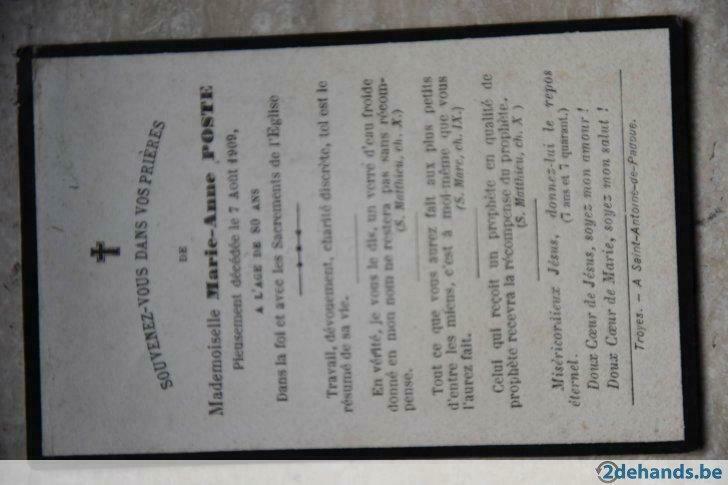 SOUVENEZ-VOUS DANS VOS PRIÈRES
DE
Mademoiselle Marie-Anne POSTE
Pieusement décédée le 7 Août 1909,
A L'AGE DE 80 ANS
Dans la foi et avec les Sacrements de l'Eglise
Travail, dévouement, charité discrète, tel est le
résumé de sa vie.
En vérité, je vous le dis, un verre d'eau froide
donné en mon nom ne restera pas sans récom-
pense.
(S. Matthieu, ch. X.)
Tout ce que vous aurez fait aux plus petits
d'entre les miens, c'est à moi-même que vous
l'aurez fait.
(S. Marc, ch. IX.)
Celui qui reçoit un prophète en qualité de
prophète recevra la récompense du prophète.
(S. Matthieu, ch. X)
Miséricordieux Jésus, donnez-lui le repos
éternel.
(7 ans et 7 quarant.)
Doux Cœur de Jésus, soyez mon amour !
Doux Cœur de Marie, soyez mon salut !
Troyes. — A Saint-Antoine-de-Padoue.
2dehands.be